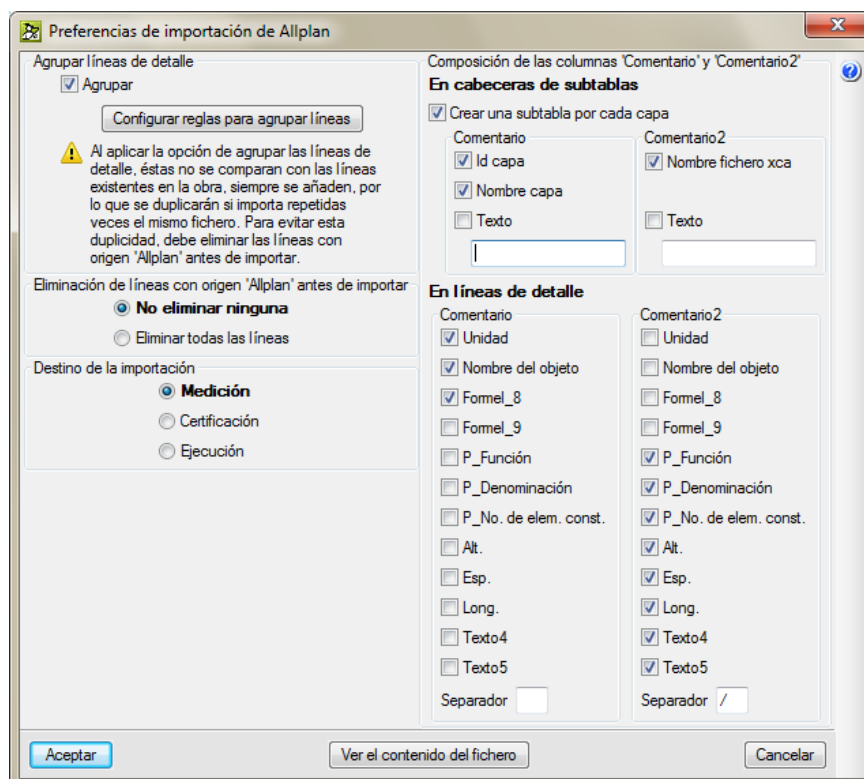 Preferencias de importación de Allplan
Agrupar líneas de detalle
Agrupar
Configurar reglas para agrupar líneas
Al aplicar la opción de agrupar las líneas de
detalle, éstas no se comparan con las líneas
existentes en la obra, siempre se añaden, por
lo que se duplicarán si importa repetidas
veces el mismo fichero. Para evitar esta
duplicidad, debe eliminar las líneas con
origen 'Allplan' antes de importar.
Eliminación de líneas con origen 'Allplan' antes de importar
No eliminar ninguna
Eliminar todas las líneas
Destino de la importación
Medición
Certificación
Ejecución
Composición de las columnas 'Comentario' y 'Comentario2'
En cabeceras de subtablas
Crear una subtabla por cada capa
Comentario
Id capa
Nombre capa
Texto
Comentario2
Nombre fichero xca
Texto
En líneas de detalle
Comentario
Unidad
Nombre del objeto
Formel_8
Formel_9
P_Función
P_Denominación
P_No. de elem. const.
Alt.
Esp.
Long.
Texto4
Texto5
Separador
Comentario2
Unidad
Nombre del objeto
Formel_8
Formel_9
P_Función
P_Denominación
P_No. de elem. const.
Alt.
Esp.
Long.
Texto4
Texto5
Separador /
Aceptar
Ver el contenido del fichero
Cancelar